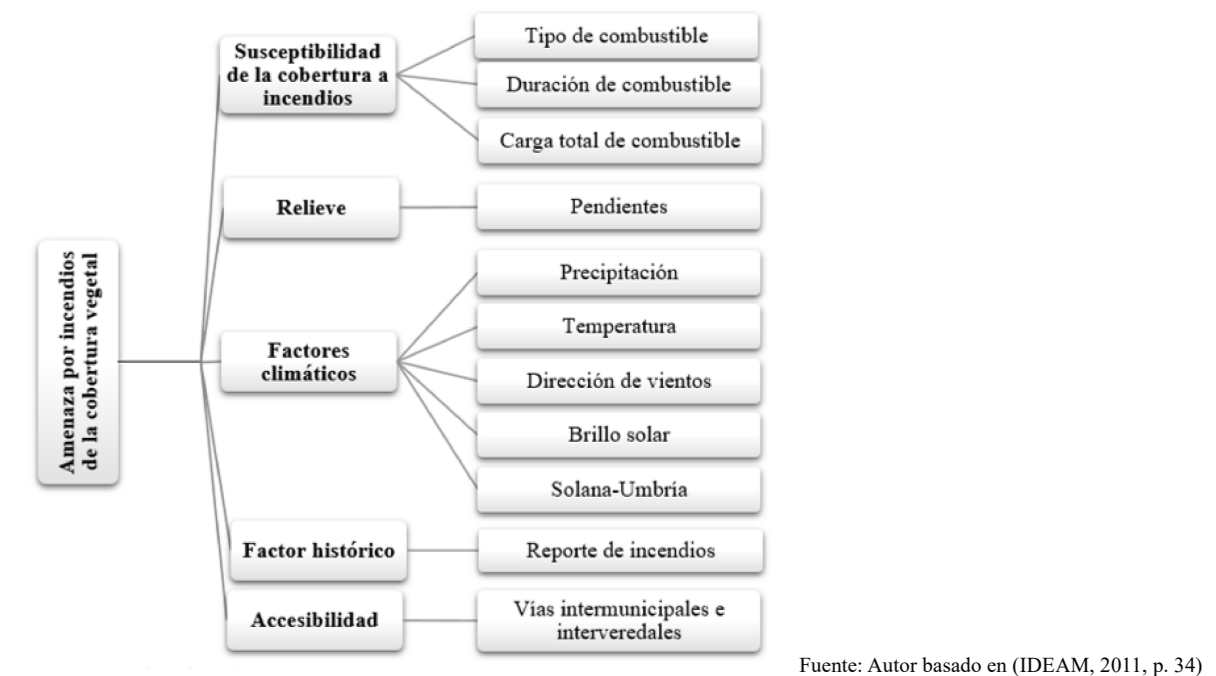 Amenaza por incendios
de la cobertura vegetal
Susceptibilidad
de la cobertura a
incendios
Tipo de combustible
Duración de combustible
Carga total de combustible
Relieve
Pendientes
Factores
climáticos
Precipitación
Temperatura
Dirección de vientos
Brillo solar
Solana-Umbría
Factor histórico
Reporte de incendios
Accesibilidad
Vías intermunicipales e
interveredales
Fuente: Autor basado en (IDEAM, 2011, p. 34)